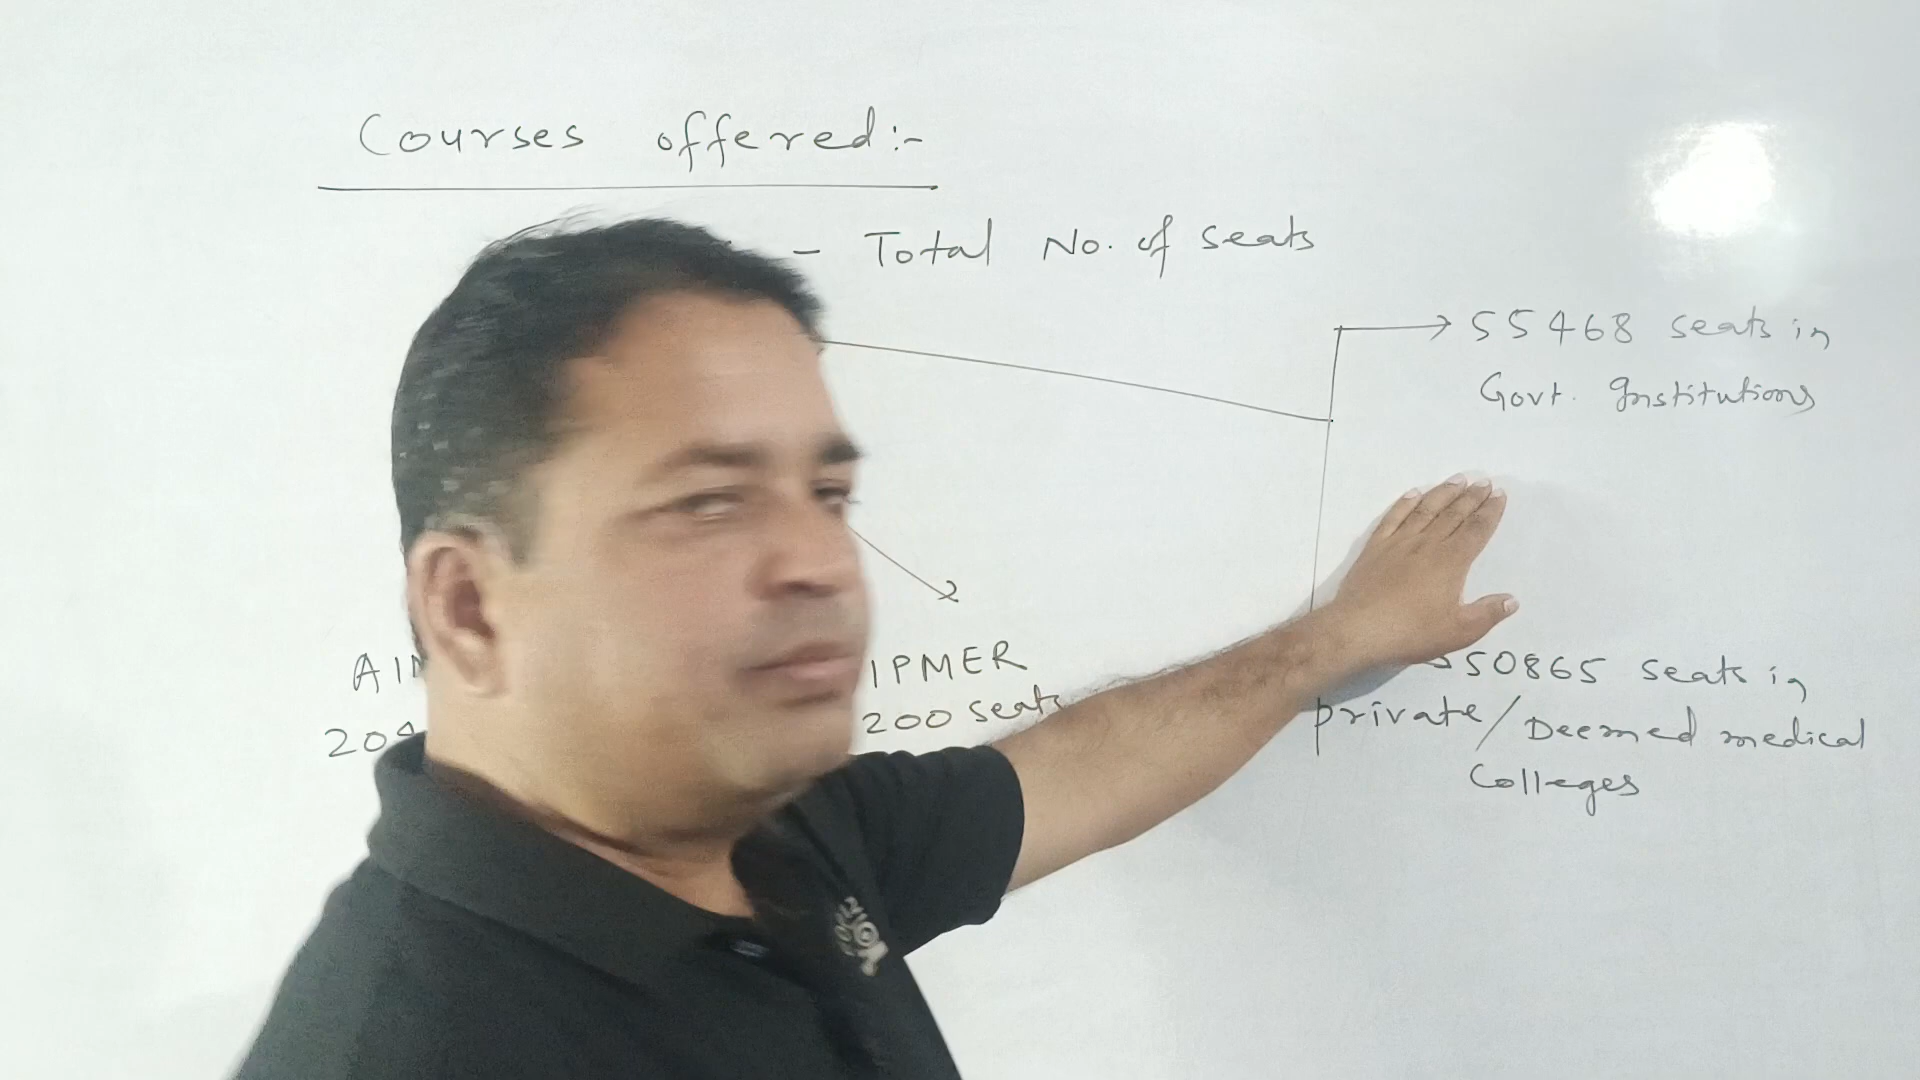 Courses offered:-
- Total No. of seats
55468 seats in
Govt. Institutions
AI
IPMER
50865 seats in
200 seats
private/Deemed medical
Colleges